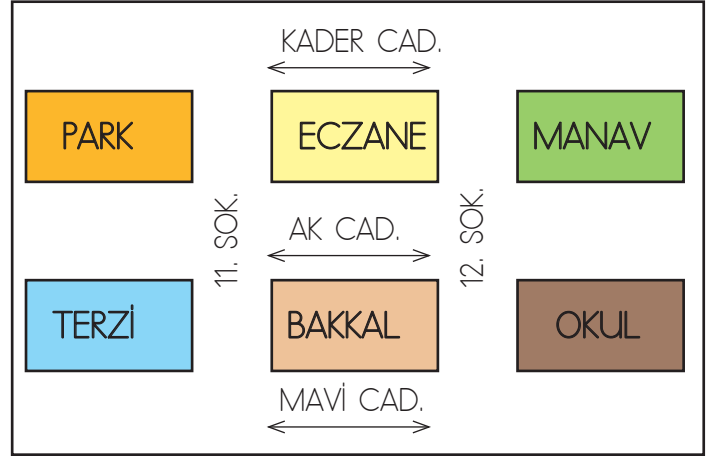 KADER CAD.
PARK
ECZANE
MANAV
11. SOK.
AK CAD.
12. SOK.
TERZİ
BAKKAL
OKUL
MAVİ CAD.